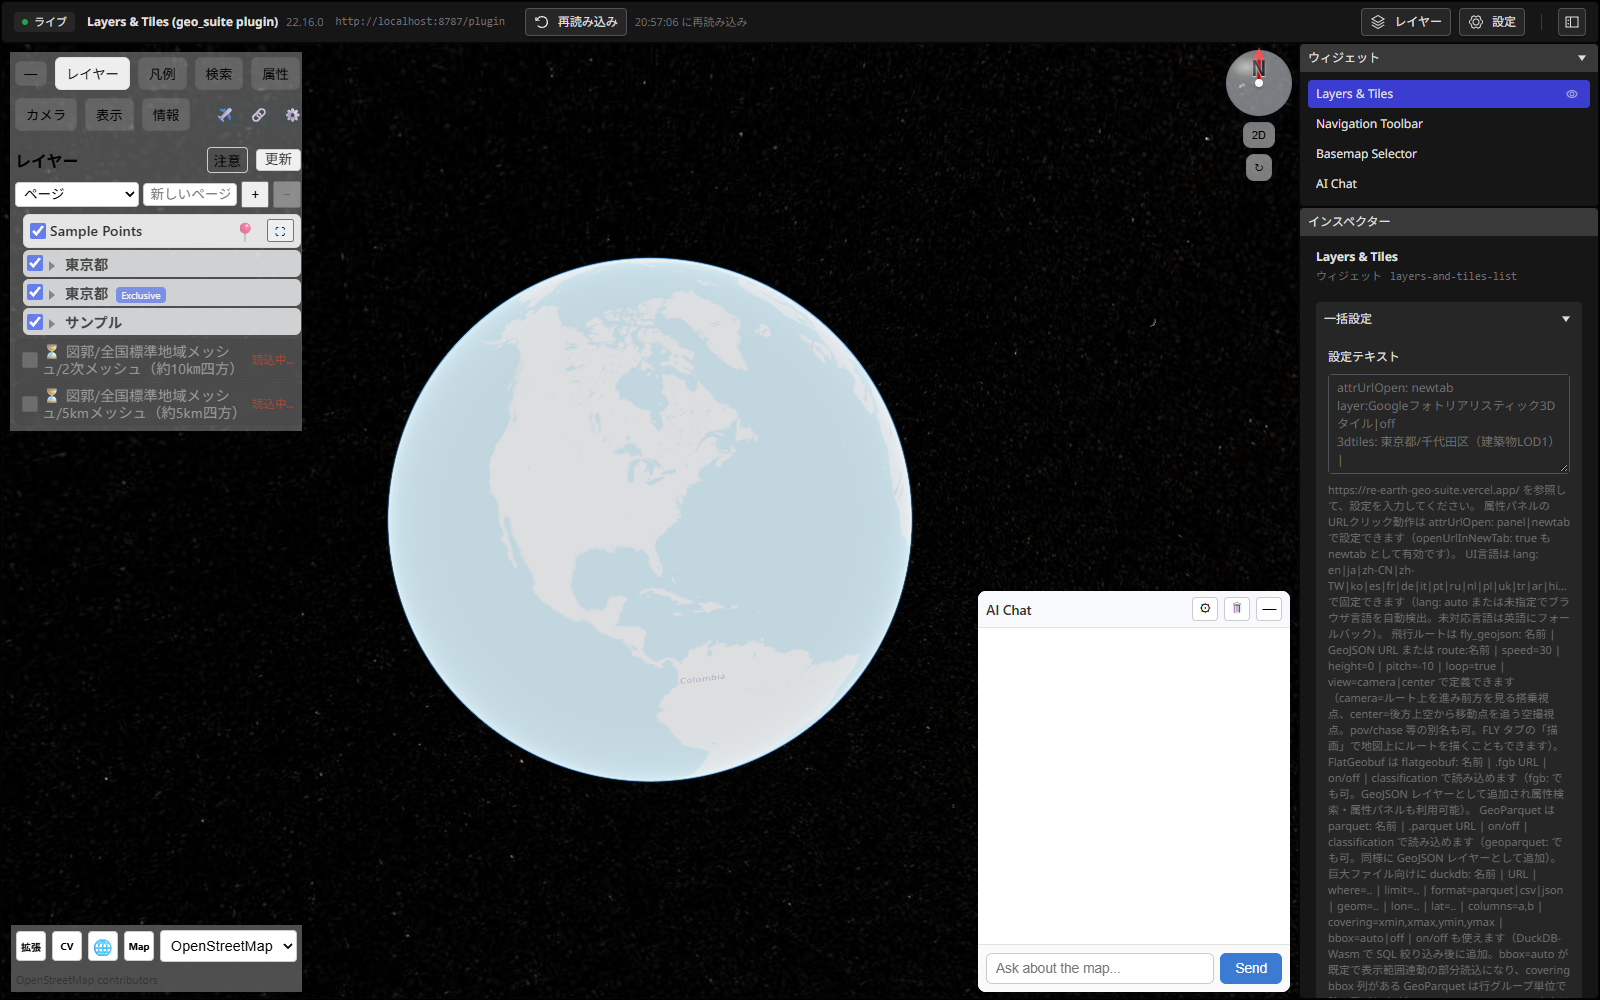 ライブ
Layers & Tiles (geo_suite plugin) 22.16.0 http://localhost:8787/plugin
再読み込み
20:57:06 に再読み込み
レイヤー
設定
— レイヤー 凡例 検索 属性
カメラ 表示 情報
レイヤー 注意 更新
ページ 新しいページ + −
Sample Points
東京都
東京都 Exclusive
サンプル
図郭/全国標準地域メッシ
ュ/2次メッシュ（約10km四方） 読込中...
図郭/全国標準地域メッシ
ュ/5kmメッシュ（約5km四方） 読込中...
N
2D
Colombia
拡張 CV Map OpenStreetMap
OpenStreetMap contributors
AI Chat
Ask about the map... Send
ウィジェット
Layers & Tiles
Navigation Toolbar
Basemap Selector
AI Chat
インスペクター
Layers & Tiles
ウィジェット layers-and-tiles-list
一括設定
設定テキスト
attrUrlOpen: newtab
layer:Googleフォトリアリスティック3D
タイル|off
3dtiles: 東京都/千代田区（建築物LOD1）
|
https://re-earth-geo-suite.vercel.app/ を参照し
て、設定を入力してください。 属性パネルの
URLクリック動作は attrUrlOpen: panel|newtab
で設定できます（openUrlInNewTab: true も
newtab として有効です）。 UI言語は lang:
en|ja|zh-CN|zh-
TW|ko|es|fr|de|it|pt|ru|nl|pl|uk|tr|ar|hi...
で固定できます（lang: auto または未指定でブラ
ウザ言語を自動検出。未対応言語は英語にフォー
ルバック）。 飛行ルートは fly_geojson: 名前 |
GeoJSON URL または route:名前 | speed=30 |
height=0 | pitch=-10 | loop=true |
view=camera|center で定義できます
（camera=ルート上を進み前方を見る搭乗視
点、center=後方上空から移動点を追う空撮視
点。pov/chase 等の別名も可。FLY タブの「描
画」で地図上にルートを描くこともできます）。
FlatGeobuf は flatgeobuf: 名前 | .fgb URL |
on/off | classification で読み込めます（fgb: で
も可。GeoJSON レイヤーとして追加され属性検
索・属性パネルも利用可能）。 GeoParquet は
parquet: 名前 | .parquet URL | on/off |
classification で読み込めます（geoparquet: で
も可。同様に GeoJSON レイヤーとして追加）。
巨大ファイル向けに duckdb: 名前 | URL |
where=.. | limit=.. | format=parquet|csv|json
| geom=.. | lon=.. | lat=.. | columns=a,b |
covering=xmin,xmax,ymin,ymax |
bbox=auto|off | on/off も使えます（DuckDB-
Wasm で SQL 絞り込み後に追加。bbox=auto が
既定で表示範囲連動の部分読込になり、covering
bbox 列がある GeoParquet は行グループ単位で